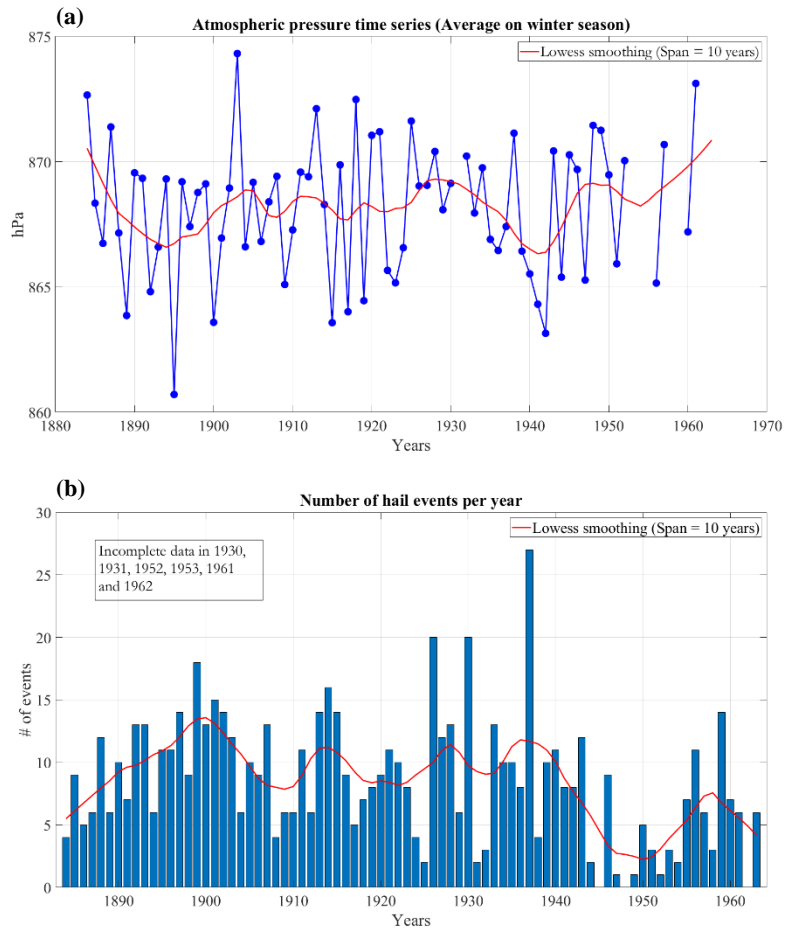 (a)
Atmospheric pressure time series (Average on winter season)
875
Lowess smoothing (Span = 10 years)
870
hPa
865
860
1880 1890 1900 1910 1920 1930 1940 1950 1960 1970
Years
(b)
Number of hail events per year
30
Lowess smoothing (Span = 10 years)
Incomplete data in 1930,
1931, 1952, 1953, 1961
and 1962
25
20
# of events
15
10
5
0
1890 1900 1910 1920 1930 1940 1950 1960
Years